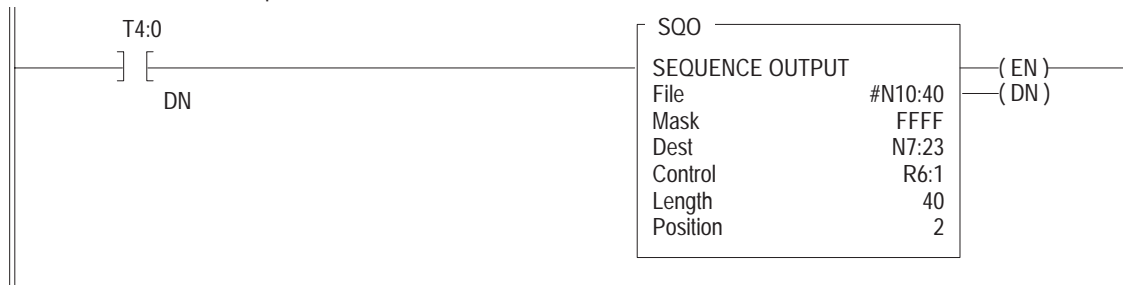 T4:0
] [
DN
SQO
SEQUENCE OUTPUT
File #N10:40
Mask FFFF
Dest N7:23
Control R6:1
Length 40
Position 2
( EN )
( DN )